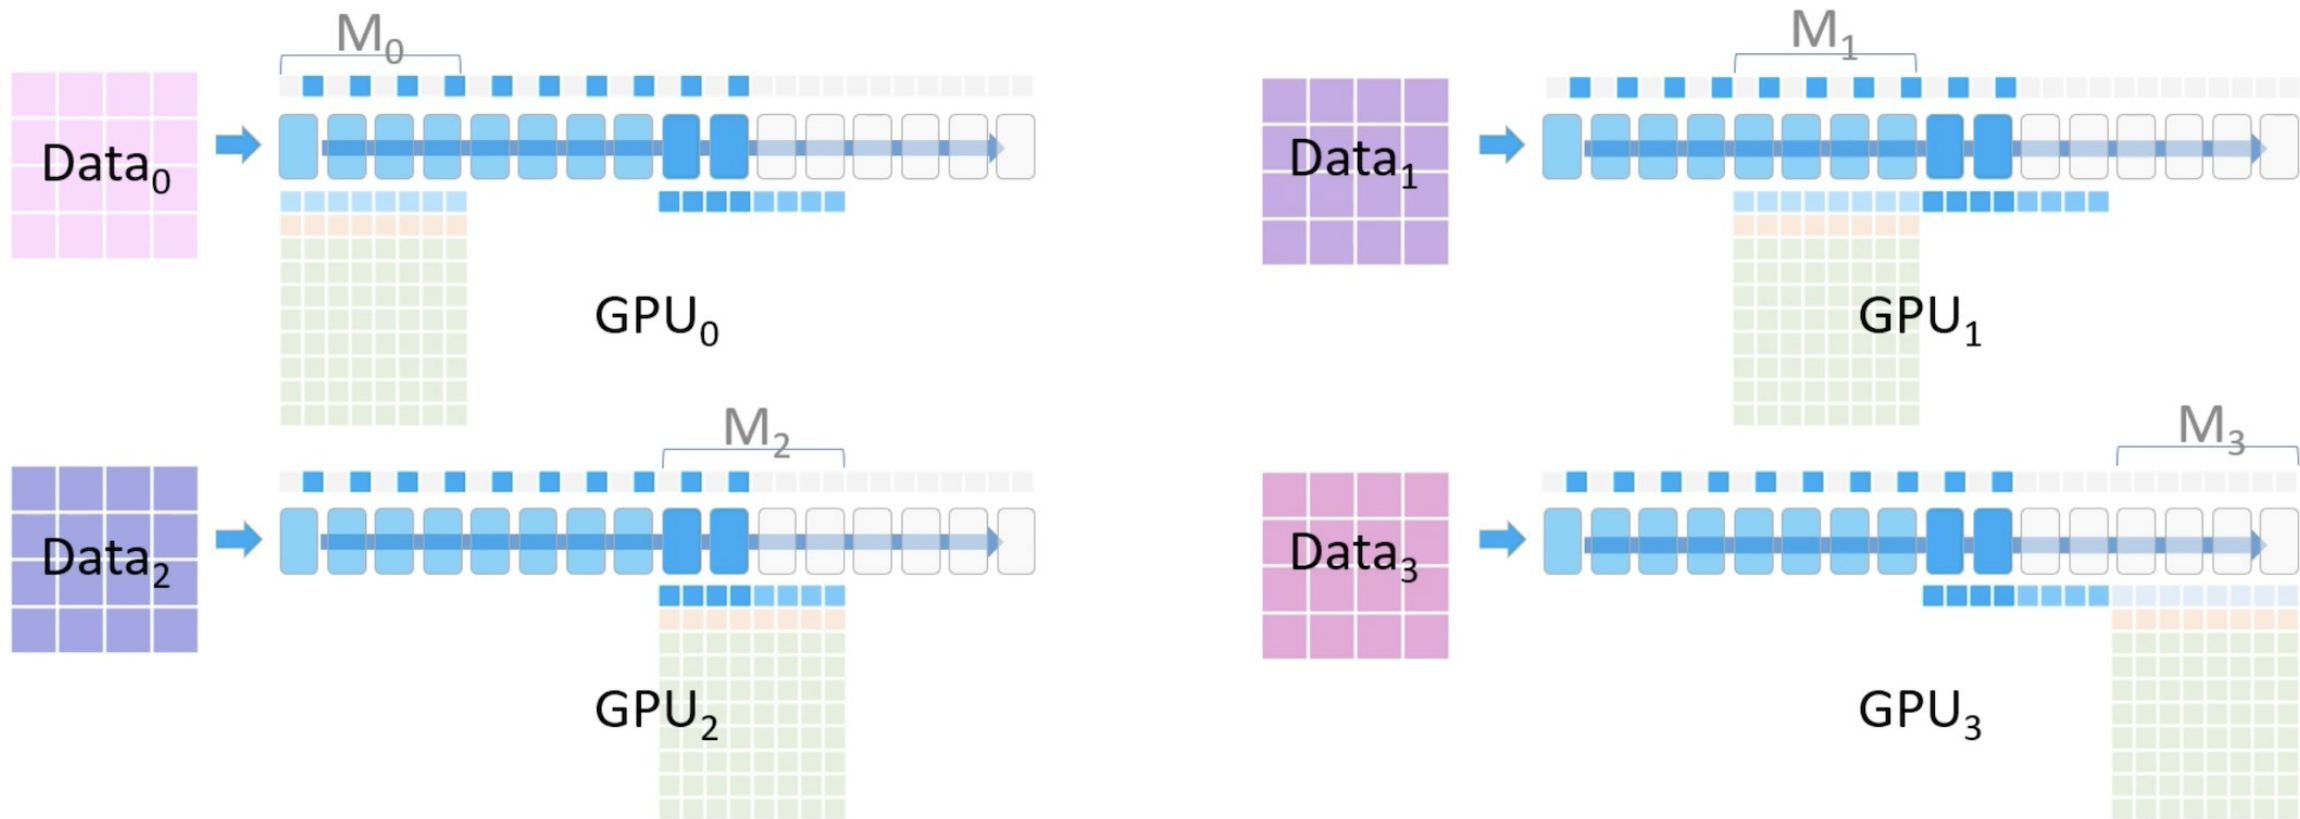 M₀
Data₀
GPU₀
M₁
Data₁
GPU₁
M₂
Data₂
GPU₂
M₃
Data₃
GPU₃